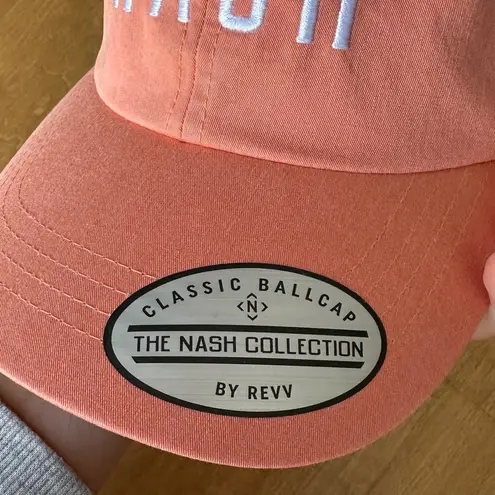 CLASSIC BALLCAP
N
THE NASH COLLECTION
BY REVV